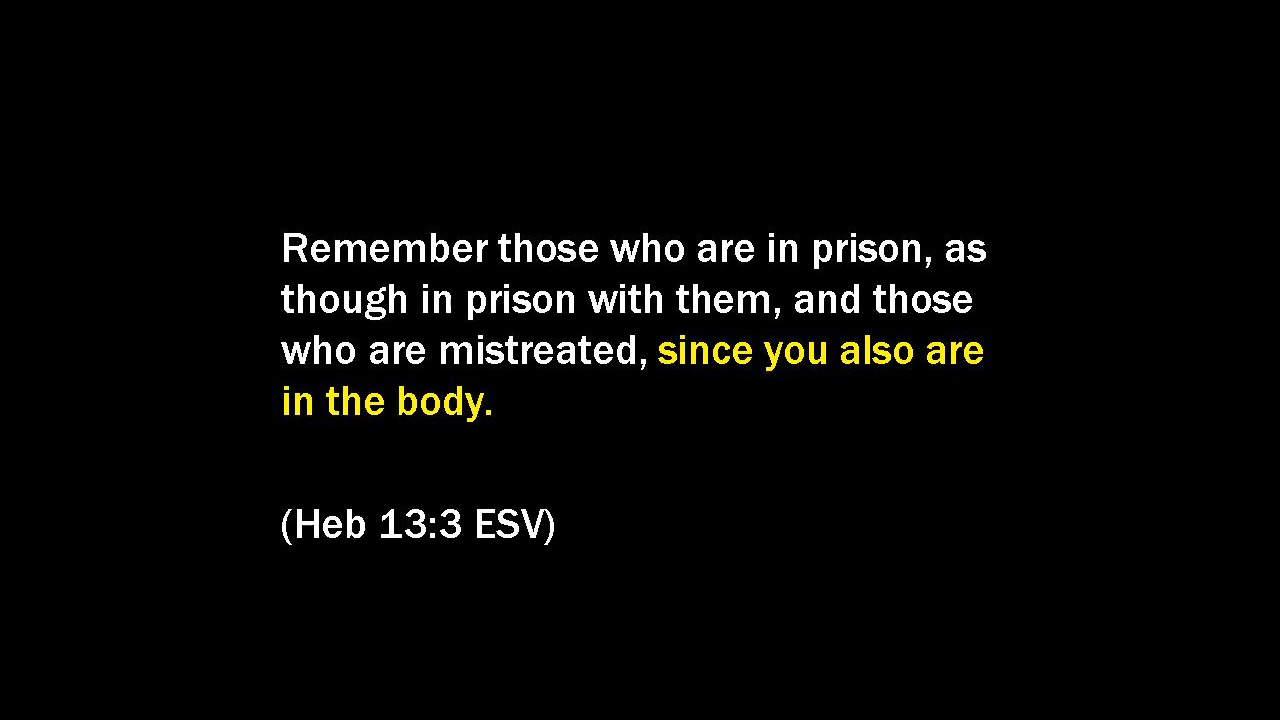 Remember those who are in prison, as
though in prison with them, and those
who are mistreated, since you also are
in the body.
(Heb 13:3 ESV)